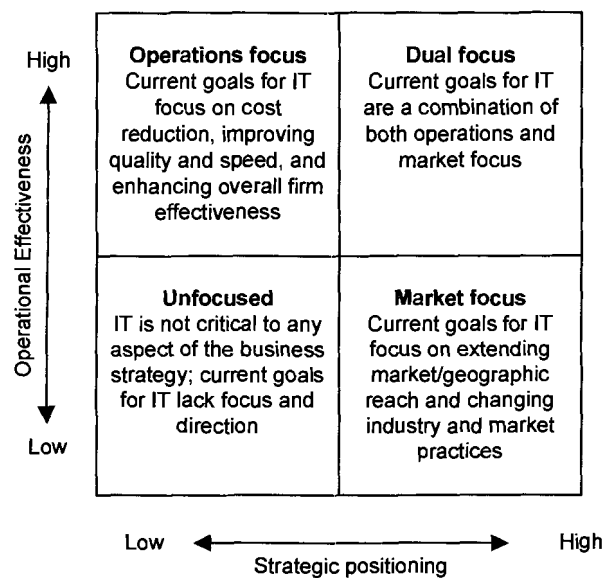 High
Operational Effectiveness
Low
Operations focus
Current goals for IT
focus on cost
reduction, improving
quality and speed, and
enhancing overall firm
effectiveness
Dual focus
Current goals for IT
are a combination of
both operations and
market focus
Unfocused
IT is not critical to any
aspect of the business
strategy; current goals
for IT lack focus and
direction
Market focus
Current goals for IT
focus on extending
market/geographic
reach and changing
industry and market
practices
Low
High
Strategic positioning